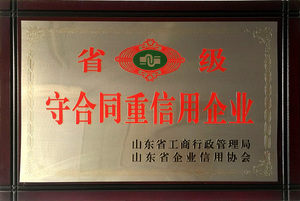 省级
守合同重信用企业
山东省工商行政管理局
山东省企业信用协会